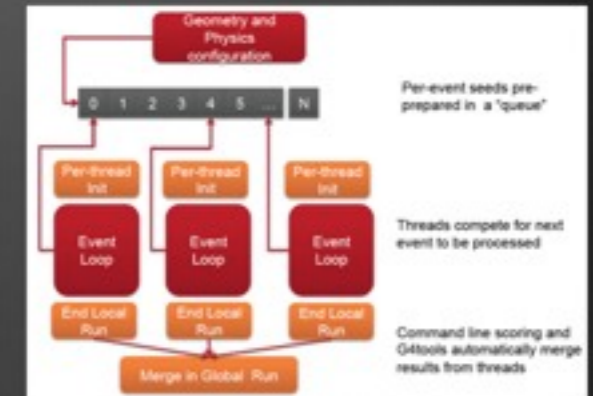 Geometry and
Physics
configuration
0 1 2 3 4 5 ... N
Per-event seeds pre-
prepared in a "queue"
Per-thread
Init
Per-thread
Init
Per-thread
Init
Event
Loop
Event
Loop
Event
Loop
Threads compete for next
event to be processed
End Local
Run
End Local
Run
End Local
Run
Command line scoring and
G4tools automatically merge
results from threads
Merge in Global Run